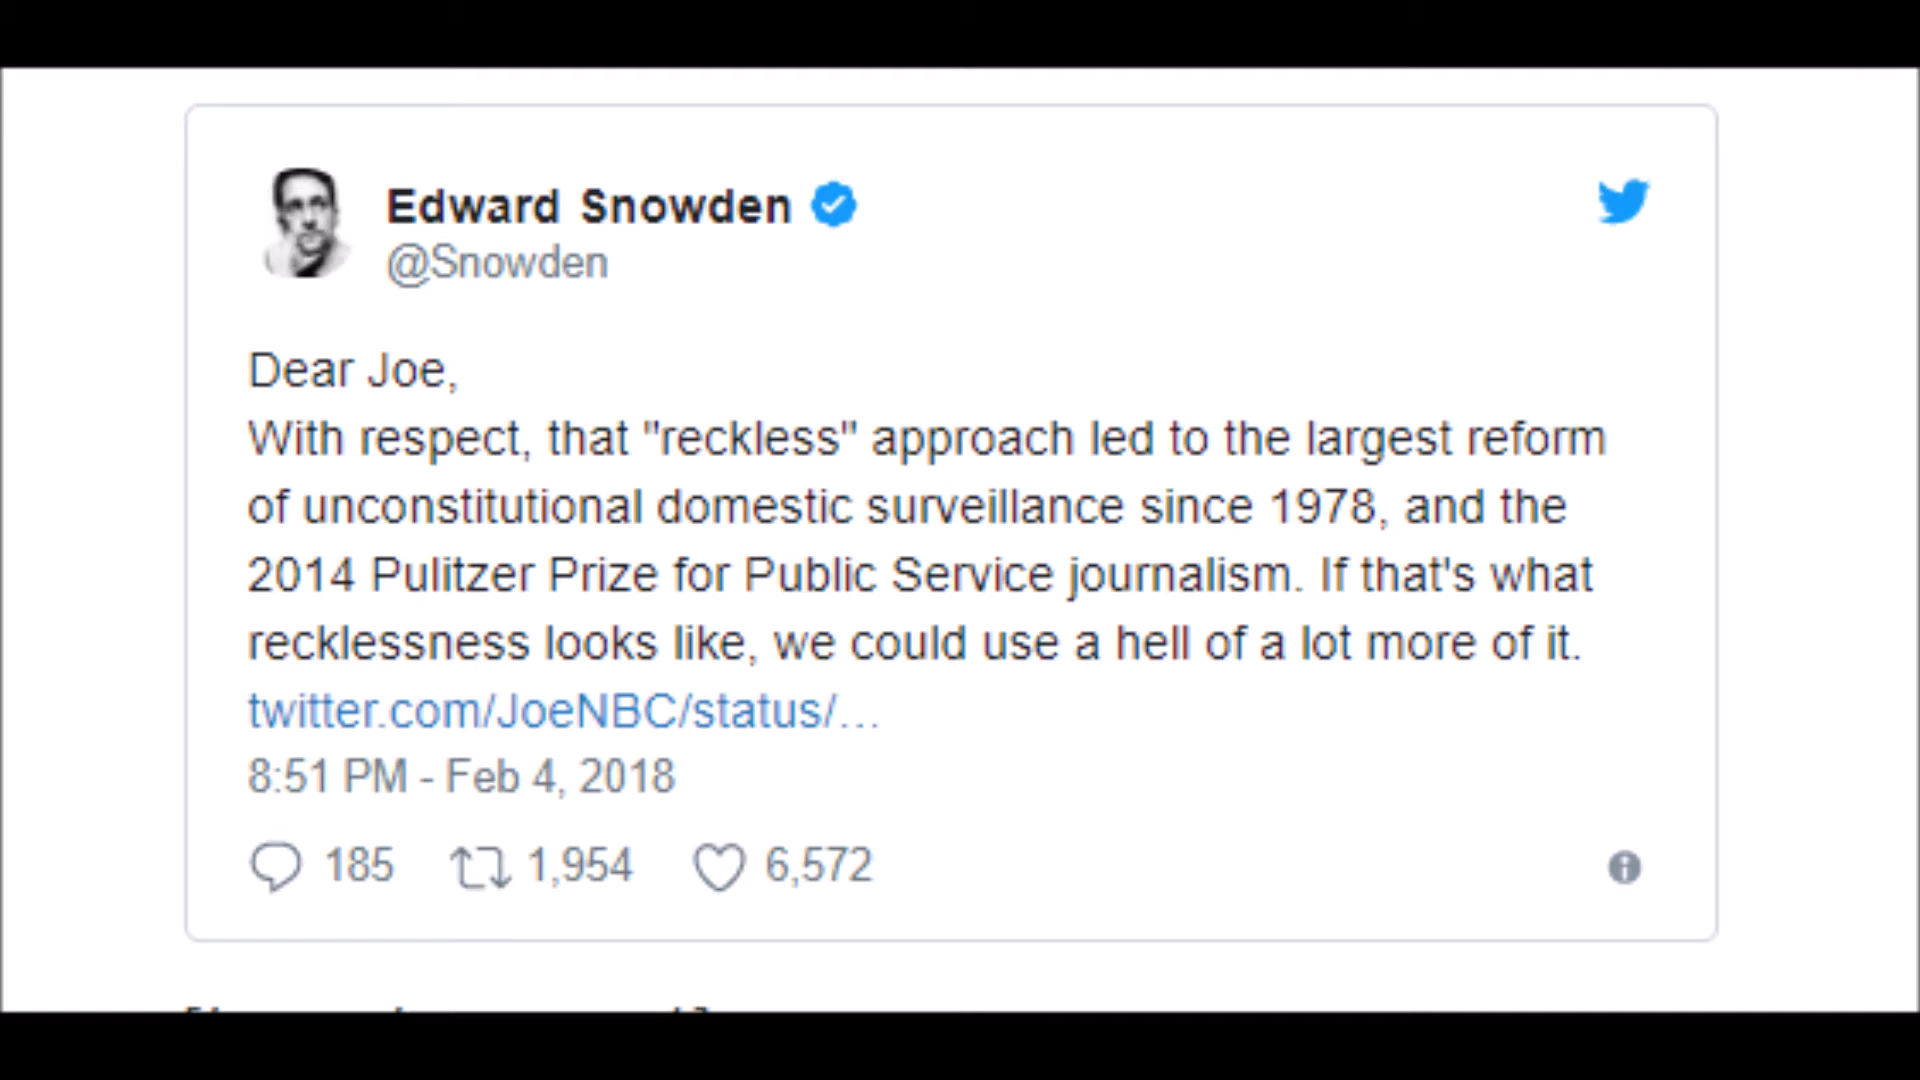 Edward Snowden
@Snowden
Dear Joe,
With respect, that "reckless" approach led to the largest reform
of unconstitutional domestic surveillance since 1978, and the
2014 Pulitzer Prize for Public Service journalism. If that's what
recklessness looks like, we could use a hell of a lot more of it.
twitter.com/JoeNBC/status/...
8:51 PM - Feb 4, 2018
185 1,954 6,572